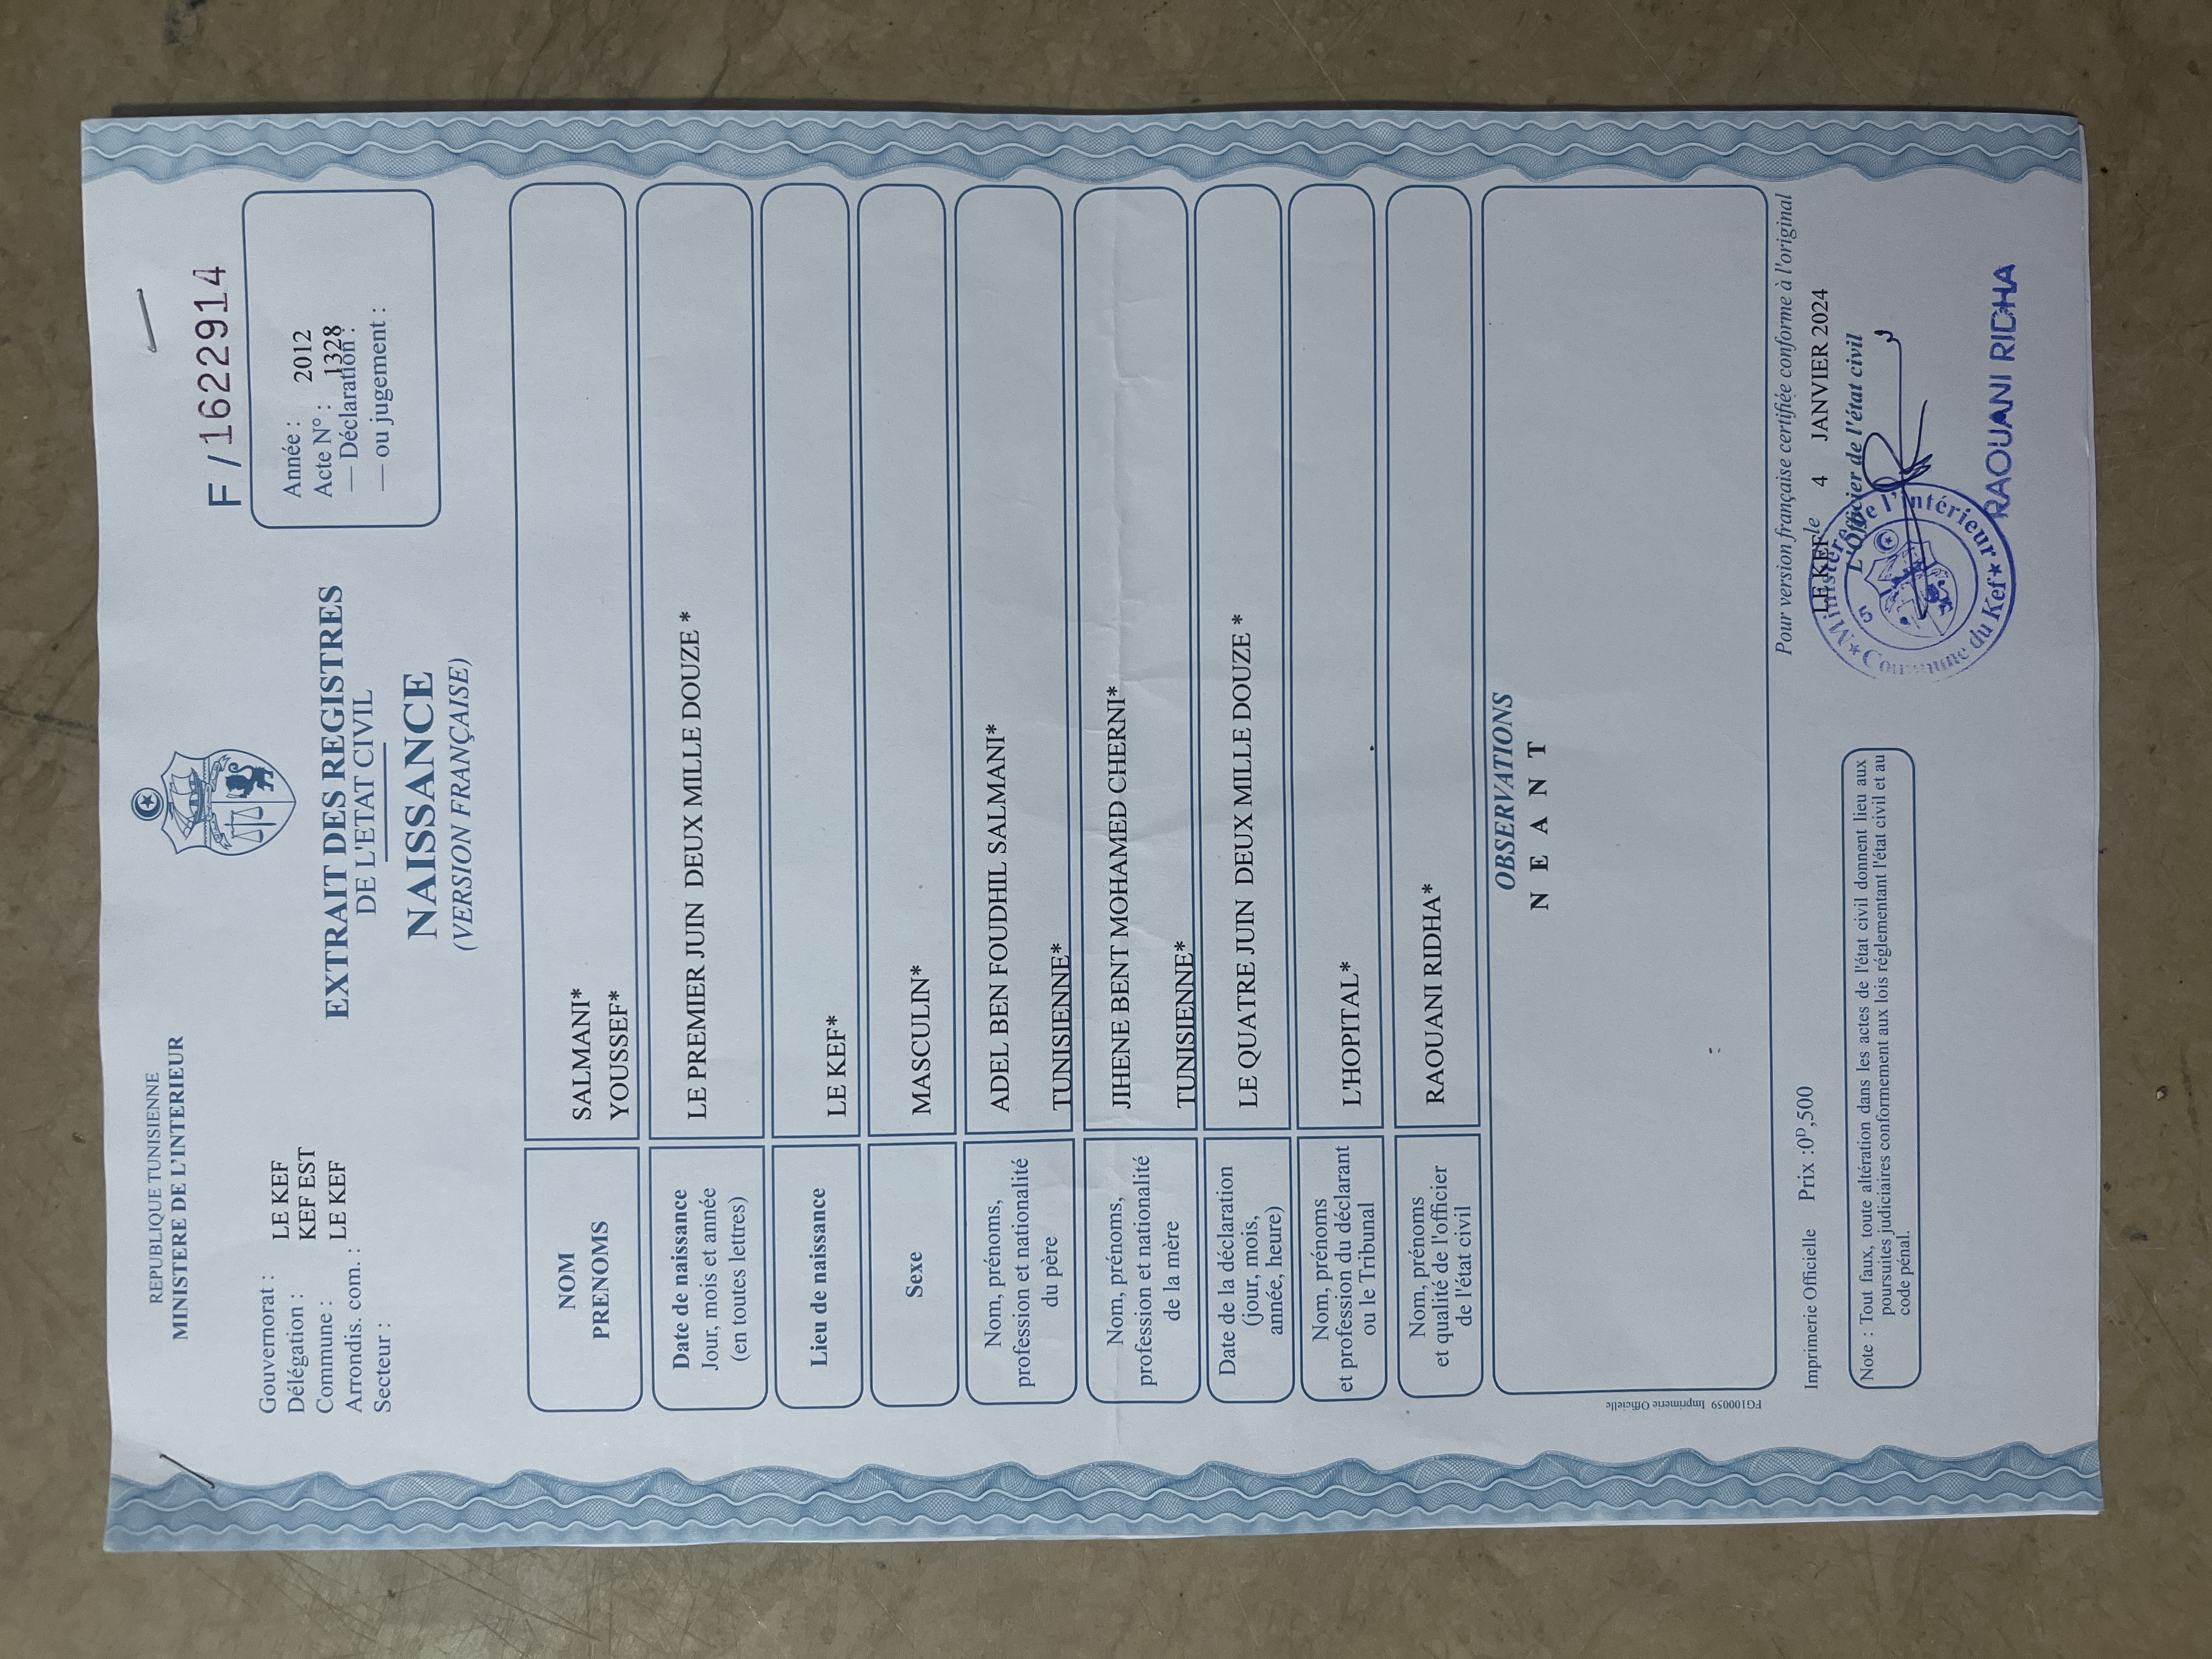 REPUBLIQUE TUNISIENNE
MINISTERE DE L'INTERIEUR
F / 1622914
Gouvernorat : LE KEF
Délégation : KEF EST
Commune : LE KEF
Arrondis. com. :
Secteur :
EXTRAIT DES REGISTRES
DE L'ETAT CIVIL
NAISSANCE
(VERSION FRANÇAISE)
Année : 2012
Acte N° : 1328
— Déclaration :
— ou jugement :
NOM
PRENOMS
SALMANI*
YOUSSEF*
Date de naissance
Jour, mois et année
(en toutes lettres)
LE PREMIER JUIN DEUX MILLE DOUZE *
Lieu de naissance
LE KEF*
Sexe
MASCULIN*
Nom, prénoms,
profession et nationalité
du père
ADEL BEN FOUDHIL SALMANI*
TUNISIENNE*
Nom, prénoms,
profession et nationalité
de la mère
JIHENE BENT MOHAMED CHERNI*
TUNISIENNE*
Date de la déclaration
(jour, mois,
année, heure)
LE QUATRE JUIN DEUX MILLE DOUZE *
Nom, prénoms
et profession du déclarant
ou le Tribunal
L'HOPITAL*
Nom, prénoms
et qualité de l'officier
de l'état civil
RAOUANI RIDHA*
OBSERVATIONS
N E A N T
FG100059 Imprimerie Officielle
Imprimerie Officielle Prix :0D,500
Pour version française certifiée conforme à l'original
LE KEF le 4 JANVIER 2024
L'Officier de l'état civil
Ministère de l'intérieur
5
Commune du Kef
RAOUANI RIDHA
Note : Tout faux, toute altération dans les actes de l'état civil donnent lieu aux
poursuites judiciaires conformement aux lois réglementant l'état civil et au
code pénal.